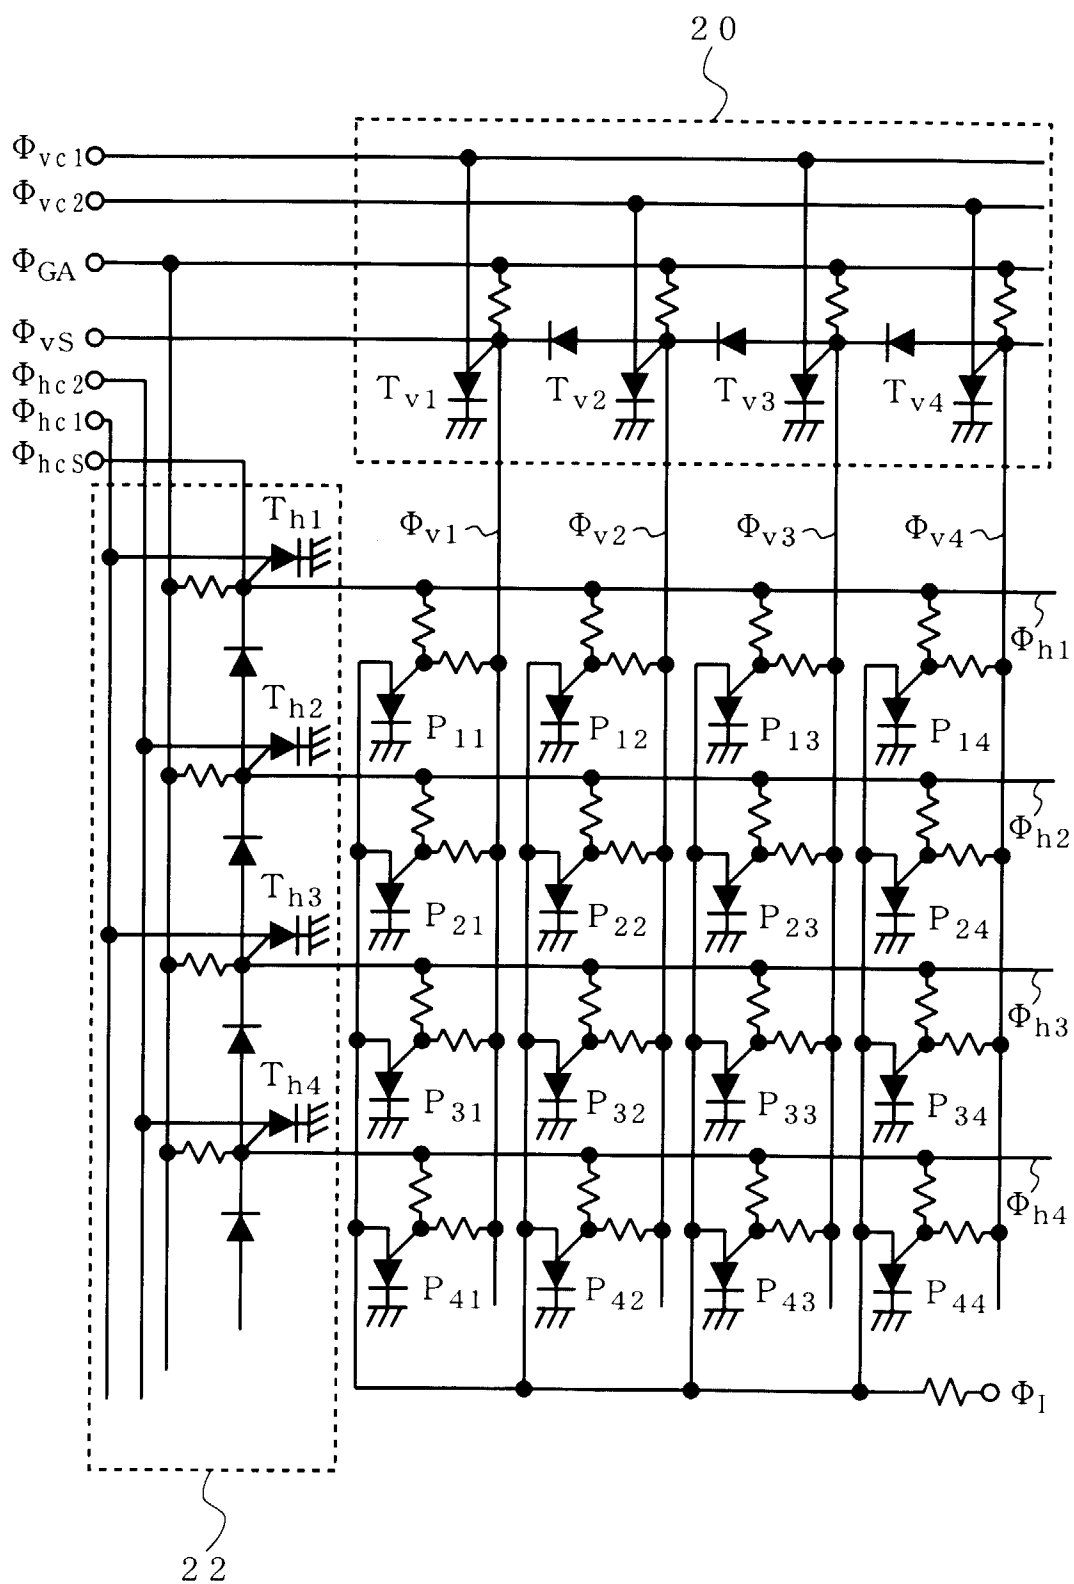 20
Φvc1
Φvc2
ΦGA
ΦvS
Φhc2
Φhc1
ΦhcS
Tv1 Tv2 Tv3 Tv4
Th1
Φv1 Φv2 Φv3 Φv4
Φh1
Th2
P11 P12 P13 P14
Φh2
Th3
P21 P22 P23 P24
Φh3
Th4
P31 P32 P33 P34
Φh4
P41 P42 P43 P44
ΦI
22